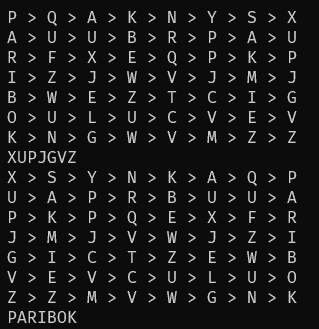 P > Q > A > K > N > Y > S > X
A > U > U > B > R > P > A > U
R > F > X > E > Q > P > K > P
I > Z > J > W > V > J > M > J
B > W > E > Z > T > C > I > G
O > U > L > U > C > V > E > V
K > N > G > W > V > M > Z > Z
XUPJGVZ
X > S > Y > N > K > A > Q > P
U > A > P > R > B > U > U > A
P > K > P > Q > E > X > F > R
J > M > J > V > W > J > Z > I
G > I > C > T > Z > E > W > B
V > E > V > C > U > L > U > O
Z > Z > M > V > W > G > N > K
PARIBOK